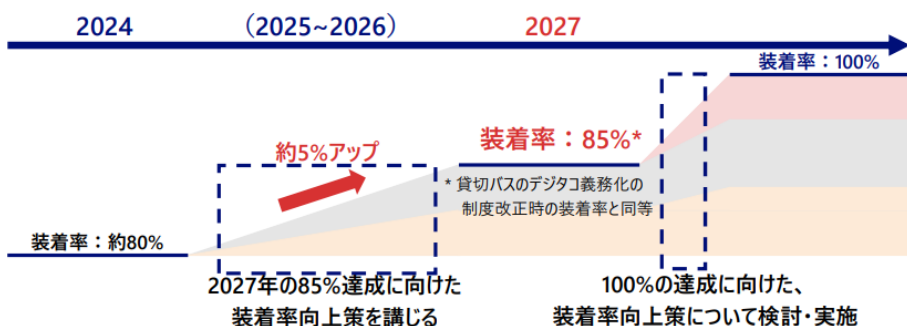 2024
（2025~2026）
2027
装着率：100%
装着率：85%*
約5%アップ
* 貸切バスのデジタコ義務化の
制度改正時の装着率と同等
装着率：約80%
2027年の85%達成に向けた
装着率向上策を講じる
100%の達成に向けた、
装着率向上策について検討・実施